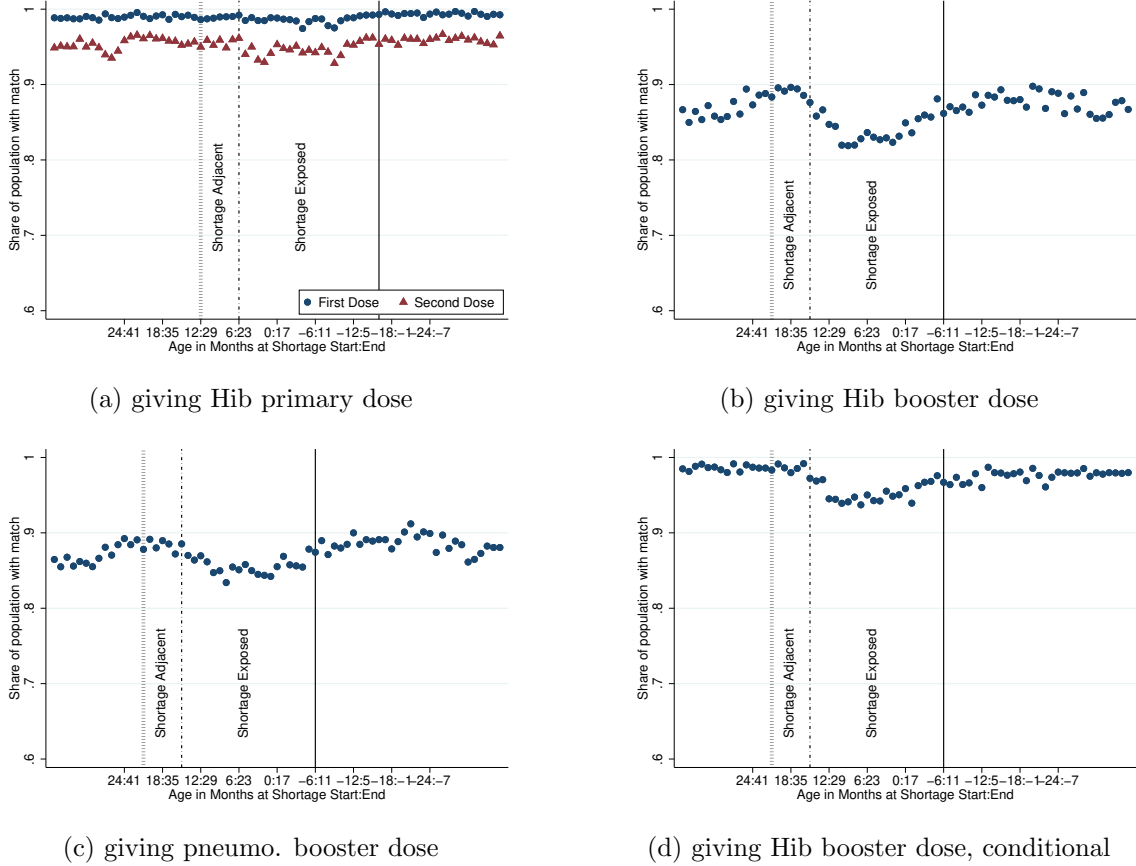 Share of population with match
.6 .7 .8 .9 1
Shortage Adjacent
Shortage Exposed
First Dose Second Dose
24:41 18:35 12:29 6:23 0:17 −6:11 −12:5 −18:−1 −24:−7
Age in Months at Shortage Start:End
(a) giving Hib primary dose
Share of population with match
.6 .7 .8 .9 1
Shortage Adjacent
Shortage Exposed
24:41 18:35 12:29 6:23 0:17 −6:11 −12:5 −18:−1 −24:−7
Age in Months at Shortage Start:End
(b) giving Hib booster dose
Share of population with match
.6 .7 .8 .9 1
Shortage Adjacent
Shortage Exposed
24:41 18:35 12:29 6:23 0:17 −6:11 −12:5 −18:−1 −24:−7
Age in Months at Shortage Start:End
(c) giving pneumo. booster dose
Share of population with match
.6 .7 .8 .9 1
Shortage Adjacent
Shortage Exposed
24:41 18:35 12:29 6:23 0:17 −6:11 −12:5 −18:−1 −24:−7
Age in Months at Shortage Start:End
(d) giving Hib booster dose, conditional